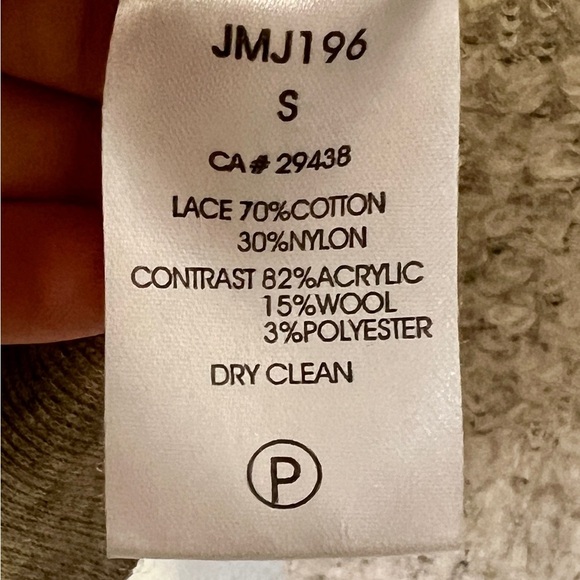 JMJ196
S
CA# 29438
LACE 70%COTTON
30%NYLON
CONTRAST 82%ACRYLIC
15%WOOL
3%POLYESTER
DRY CLEAN
P